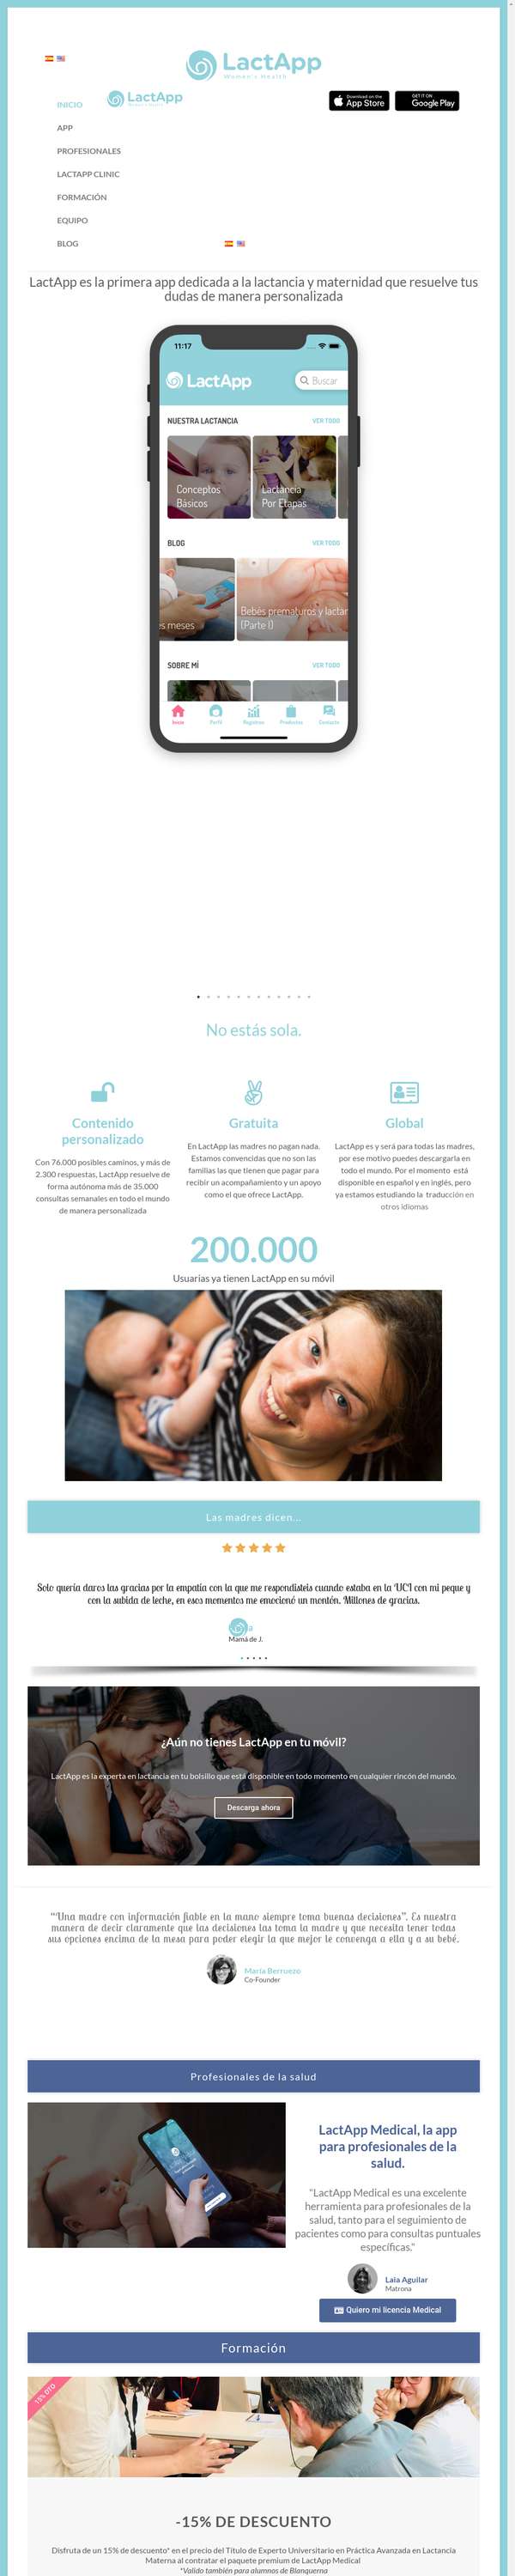 LactApp
Women's Health
INICIO
LactApp
Download on the
App Store
GET IT ON
Google Play
APP
PROFESIONALES
LACTAPP CLINIC
FORMACIÓN
EQUIPO
BLOG
LactApp es la primera app dedicada a la lactancia y maternidad que resuelve tus
dudas de manera personalizada
11:17
LactApp
Buscar
NUESTRA LACTANCIA
VER TODO
Conceptos
Básicos
Lactancia
Por Etapas
BLOG
VER TODO
es meses
Bebés prematuros y lactar
(Parte I)
SOBRE MÍ
VER TODO
Inicio
Perfil
Registros
Productos
Contacto
No estás sola.
Contenido
personalizado
Con 76.000 posibles caminos, y más de
2.300 respuestas, LactApp resuelve de
forma autónoma más de 35.000
consultas semanales en todo el mundo
de manera personalizada
Gratuita
En LactApp las madres no pagan nada.
Estamos convencidas que no son las
familias las que tienen que pagar para
recibir un acompañamiento y un apoyo
como el que ofrece LactApp.
Global
LactApp es y será para todas las madres,
por ese motivo puedes descargarla en
todo el mundo. Por el momento está
disponible en español y en inglés, pero
ya estamos estudiando la traducción en
otros idiomas
200.000
Usuarias ya tienen LactApp en su móvil
Las madres dicen...
Solo quería daros las gracias por la empatía con la que me respondisteis cuando estaba en la UCI con mi peque y
con la subida de leche, en esos momentos me emocionó un montón. Millones de gracias.
Mamá de J.
¿Aún no tienes LactApp en tu móvil?
LactApp es la experta en lactancia en tu bolsillo que está disponible en todo momento en cualquier rincón del mundo.
Descarga ahora
"“Una madre con información fiable en la mano siempre toma buenas decisiones”. Es nuestra
manera de decir claramente que las decisiones las toma la madre y que necesita tener todas
sus opciones encima de la mesa para poder elegir la que mejor le convenga a ella y a su bebé.
María Berruezo
Co-Founder
Profesionales de la salud
LactApp Medical, la app
para profesionales de la
salud.
"LactApp Medical es una excelente
herramienta para profesionales de la
salud, tanto para el seguimiento de
pacientes como para consultas puntuales
específicas."
Laia Aguilar
Matrona
Quiero mi licencia Medical
Formación
15% DTO
-15% DE DESCUENTO
Disfruta de un 15% de descuento* en el precio del Título de Experto Universitario en Práctica Avanzada en Lactancia
Materna al contratar el paquete premium de LactApp Medical
*Valido también para alumnos de Blanquerna